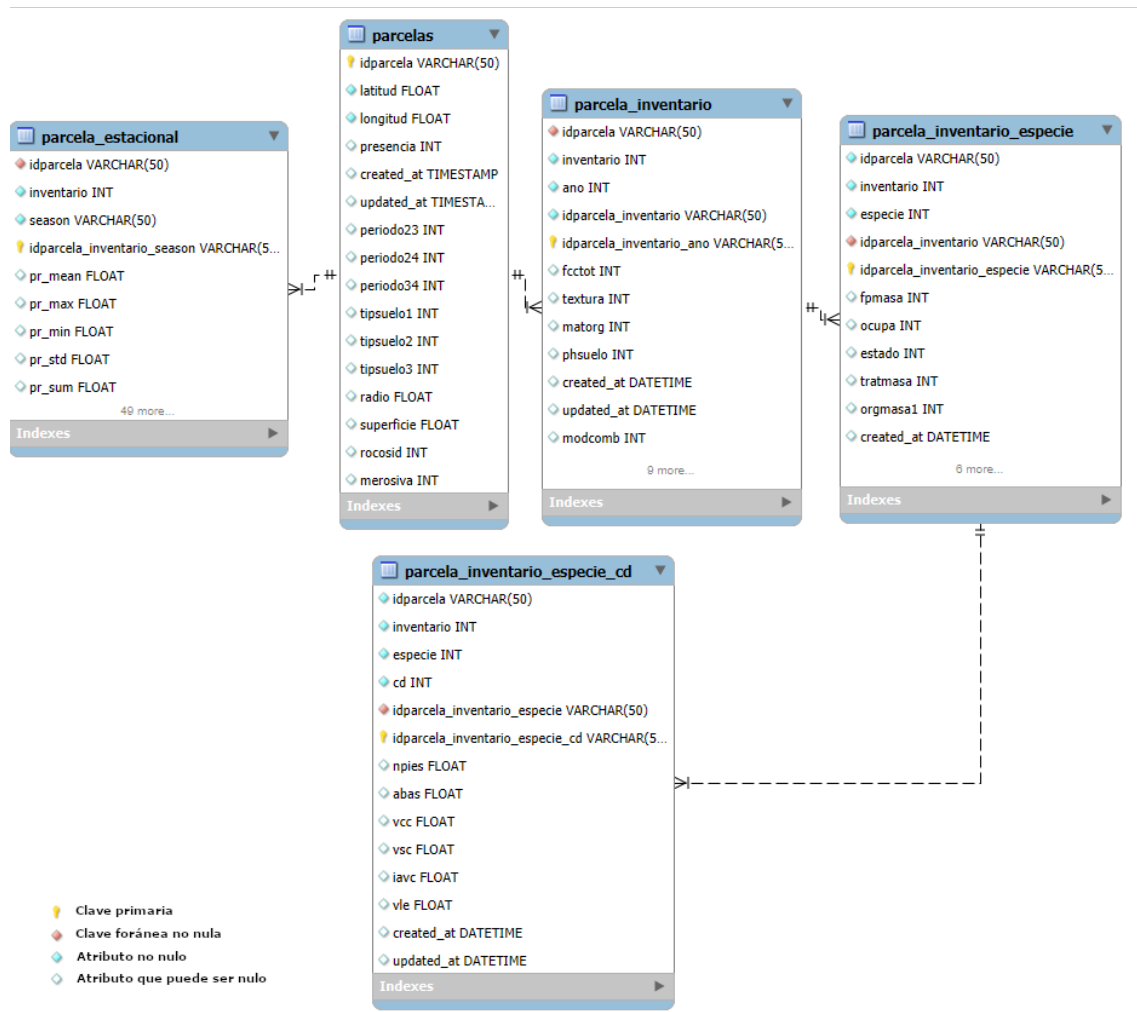 parcelas
idparcela VARCHAR(50)
latitud FLOAT
longitud FLOAT
presencia INT
created_at TIMESTAMP
updated_at TIMESTA...
periodo23 INT
periodo24 INT
periodo34 INT
tipsuelo1 INT
tipsuelo2 INT
tipsuelo3 INT
radio FLOAT
superficie FLOAT
rocosid INT
merosiva INT
Indexes
parcela_estacional
idparcela VARCHAR(50)
inventario INT
season VARCHAR(50)
idparcela_inventario_season VARCHAR(5...
pr_mean FLOAT
pr_max FLOAT
pr_min FLOAT
pr_std FLOAT
pr_sum FLOAT
49 more...
Indexes
parcela_inventario
idparcela VARCHAR(50)
inventario INT
ano INT
idparcela_inventario VARCHAR(50)
idparcela_inventario_ano VARCHAR(5...
fcctot INT
textura INT
matorg INT
phsuelo INT
created_at DATETIME
updated_at DATETIME
modcomb INT
9 more...
Indexes
parcela_inventario_especie
idparcela VARCHAR(50)
inventario INT
especie INT
idparcela_inventario VARCHAR(50)
idparcela_inventario_especie VARCHAR(5...
fpmasa INT
ocupa INT
estado INT
tratmasa INT
orgmasa1 INT
created_at DATETIME
6 more...
Indexes
parcela_inventario_especie_cd
idparcela VARCHAR(50)
inventario INT
especie INT
cd INT
idparcela_inventario_especie VARCHAR(50)
idparcela_inventario_especie_cd VARCHAR(5...
npies FLOAT
abas FLOAT
vcc FLOAT
vsc FLOAT
iavc FLOAT
vle FLOAT
created_at DATETIME
updated_at DATETIME
Indexes
Clave primaria
Clave foránea no nula
Atributo no nulo
Atributo que puede ser nulo